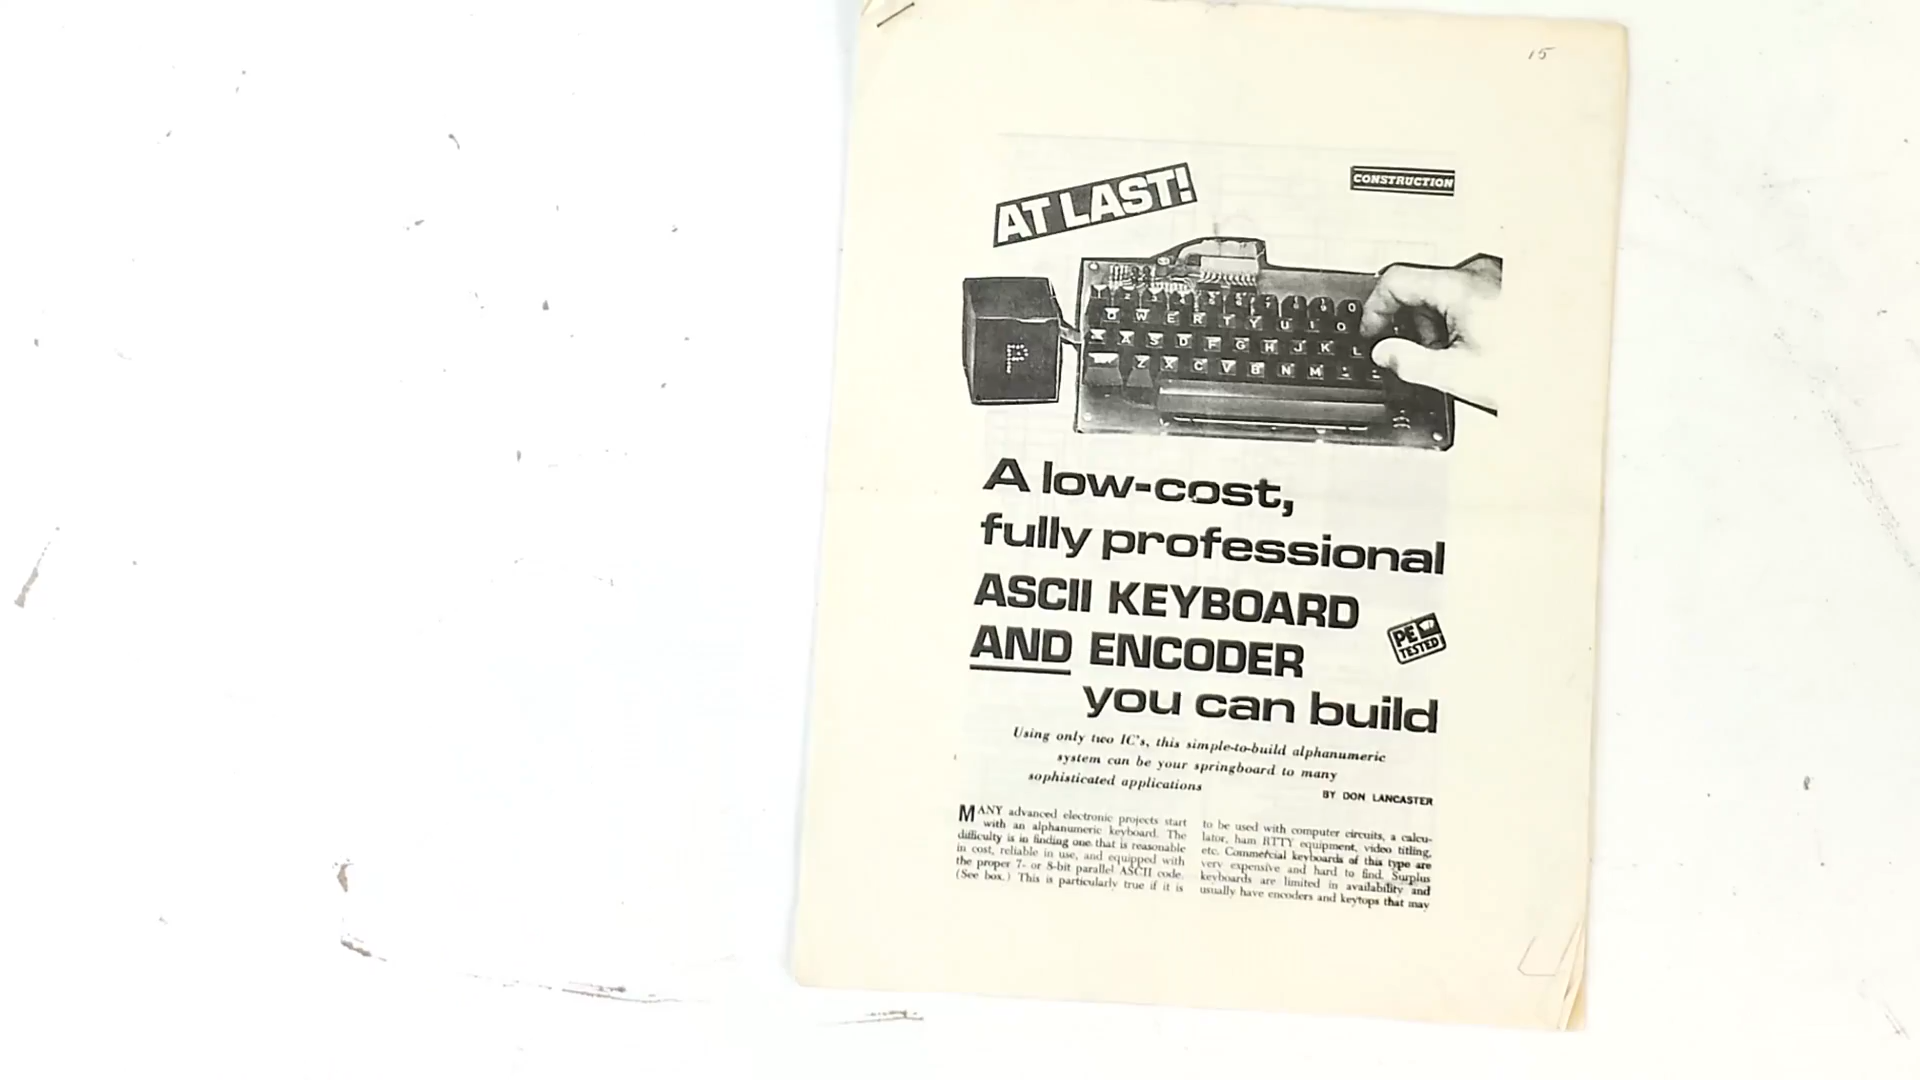 15
AT LAST!
CONSTRUCTION
P
0
Q W E R T Y U I O
A S D F G H J K L
Z X C V B N M
A low-cost,
fully professional
ASCII KEYBOARD
AND ENCODER
PE
TESTED
you can build
Using only two IC's, this simple-to-build alphanumeric
system can be your springboard to many
sophisticated applications
BY DON LANCASTER
MANY advanced electronic projects start
with an alphanumeric keyboard. The
difficulty is in finding one that is reasonable
in cost, reliable in use, and equipped with
the proper 7- or 8-bit parallel ASCII code.
(See box.) This is particularly true if it is
to be used with computer circuits, a calcu-
lator, ham RTTY equipment, video titling,
etc. Commercial keyboards of this type are
very expensive and hard to find. Surplus
keyboards are limited in availability and
usually have encoders and keytops that may